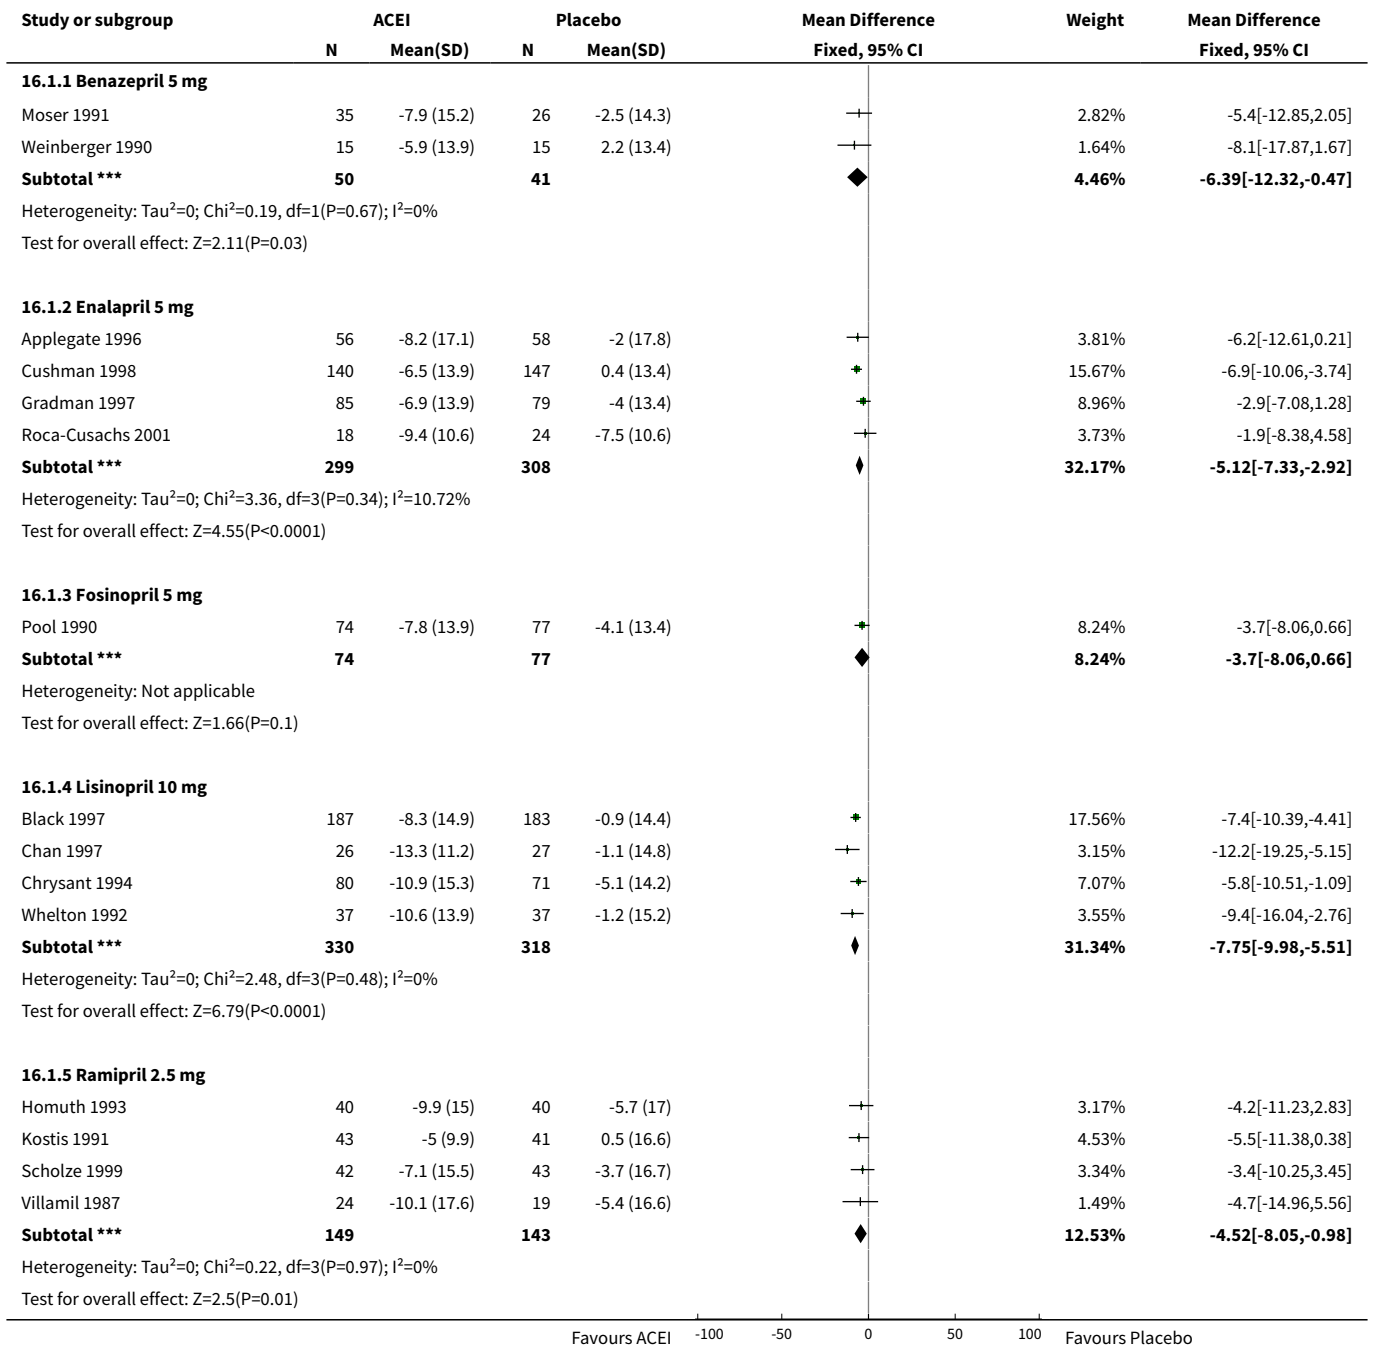 Study or subgroup ACEI Placebo Mean Difference Weight Mean Difference
N Mean(SD) N Mean(SD) Fixed, 95% CI Fixed, 95% CI
16.1.1 Benazepril 5 mg
Moser 1991 35 -7.9 (15.2) 26 -2.5 (14.3) 2.82% -5.4[-12.85,2.05]
Weinberger 1990 15 -5.9 (13.9) 15 2.2 (13.4) 1.64% -8.1[-17.87,1.67]
Subtotal *** 50 41 4.46% -6.39[-12.32,-0.47]
Heterogeneity: Tau²=0; Chi²=0.19, df=1(P=0.67); I²=0%
Test for overall effect: Z=2.11(P=0.03)
16.1.2 Enalapril 5 mg
Applegate 1996 56 -8.2 (17.1) 58 -2 (17.8) 3.81% -6.2[-12.61,0.21]
Cushman 1998 140 -6.5 (13.9) 147 0.4 (13.4) 15.67% -6.9[-10.06,-3.74]
Gradman 1997 85 -6.9 (13.9) 79 -4 (13.4) 8.96% -2.9[-7.08,1.28]
Roca-Cusachs 2001 18 -9.4 (10.6) 24 -7.5 (10.6) 3.73% -1.9[-8.38,4.58]
Subtotal *** 299 308 32.17% -5.12[-7.33,-2.92]
Heterogeneity: Tau²=0; Chi²=3.36, df=3(P=0.34); I²=10.72%
Test for overall effect: Z=4.55(P<0.0001)
16.1.3 Fosinopril 5 mg
Pool 1990 74 -7.8 (13.9) 77 -4.1 (13.4) 8.24% -3.7[-8.06,0.66]
Subtotal *** 74 77 8.24% -3.7[-8.06,0.66]
Heterogeneity: Not applicable
Test for overall effect: Z=1.66(P=0.1)
16.1.4 Lisinopril 10 mg
Black 1997 187 -8.3 (14.9) 183 -0.9 (14.4) 17.56% -7.4[-10.39,-4.41]
Chan 1997 26 -13.3 (11.2) 27 -1.1 (14.8) 3.15% -12.2[-19.25,-5.15]
Chrysant 1994 80 -10.9 (15.3) 71 -5.1 (14.2) 7.07% -5.8[-10.51,-1.09]
Whelton 1992 37 -10.6 (13.9) 37 -1.2 (15.2) 3.55% -9.4[-16.04,-2.76]
Subtotal *** 330 318 31.34% -7.75[-9.98,-5.51]
Heterogeneity: Tau²=0; Chi²=2.48, df=3(P=0.48); I²=0%
Test for overall effect: Z=6.79(P<0.0001)
16.1.5 Ramipril 2.5 mg
Homuth 1993 40 -9.9 (15) 40 -5.7 (17) 3.17% -4.2[-11.23,2.83]
Kostis 1991 43 -5 (9.9) 41 0.5 (16.6) 4.53% -5.5[-11.38,0.38]
Scholze 1999 42 -7.1 (15.5) 43 -3.7 (16.7) 3.34% -3.4[-10.25,3.45]
Villamil 1987 24 -10.1 (17.6) 19 -5.4 (16.6) 1.49% -4.7[-14.96,5.56]
Subtotal *** 149 143 12.53% -4.52[-8.05,-0.98]
Heterogeneity: Tau²=0; Chi²=0.22, df=3(P=0.97); I²=0%
Test for overall effect: Z=2.5(P=0.01)
Favours ACEI -100 -50 0 50 100 Favours Placebo